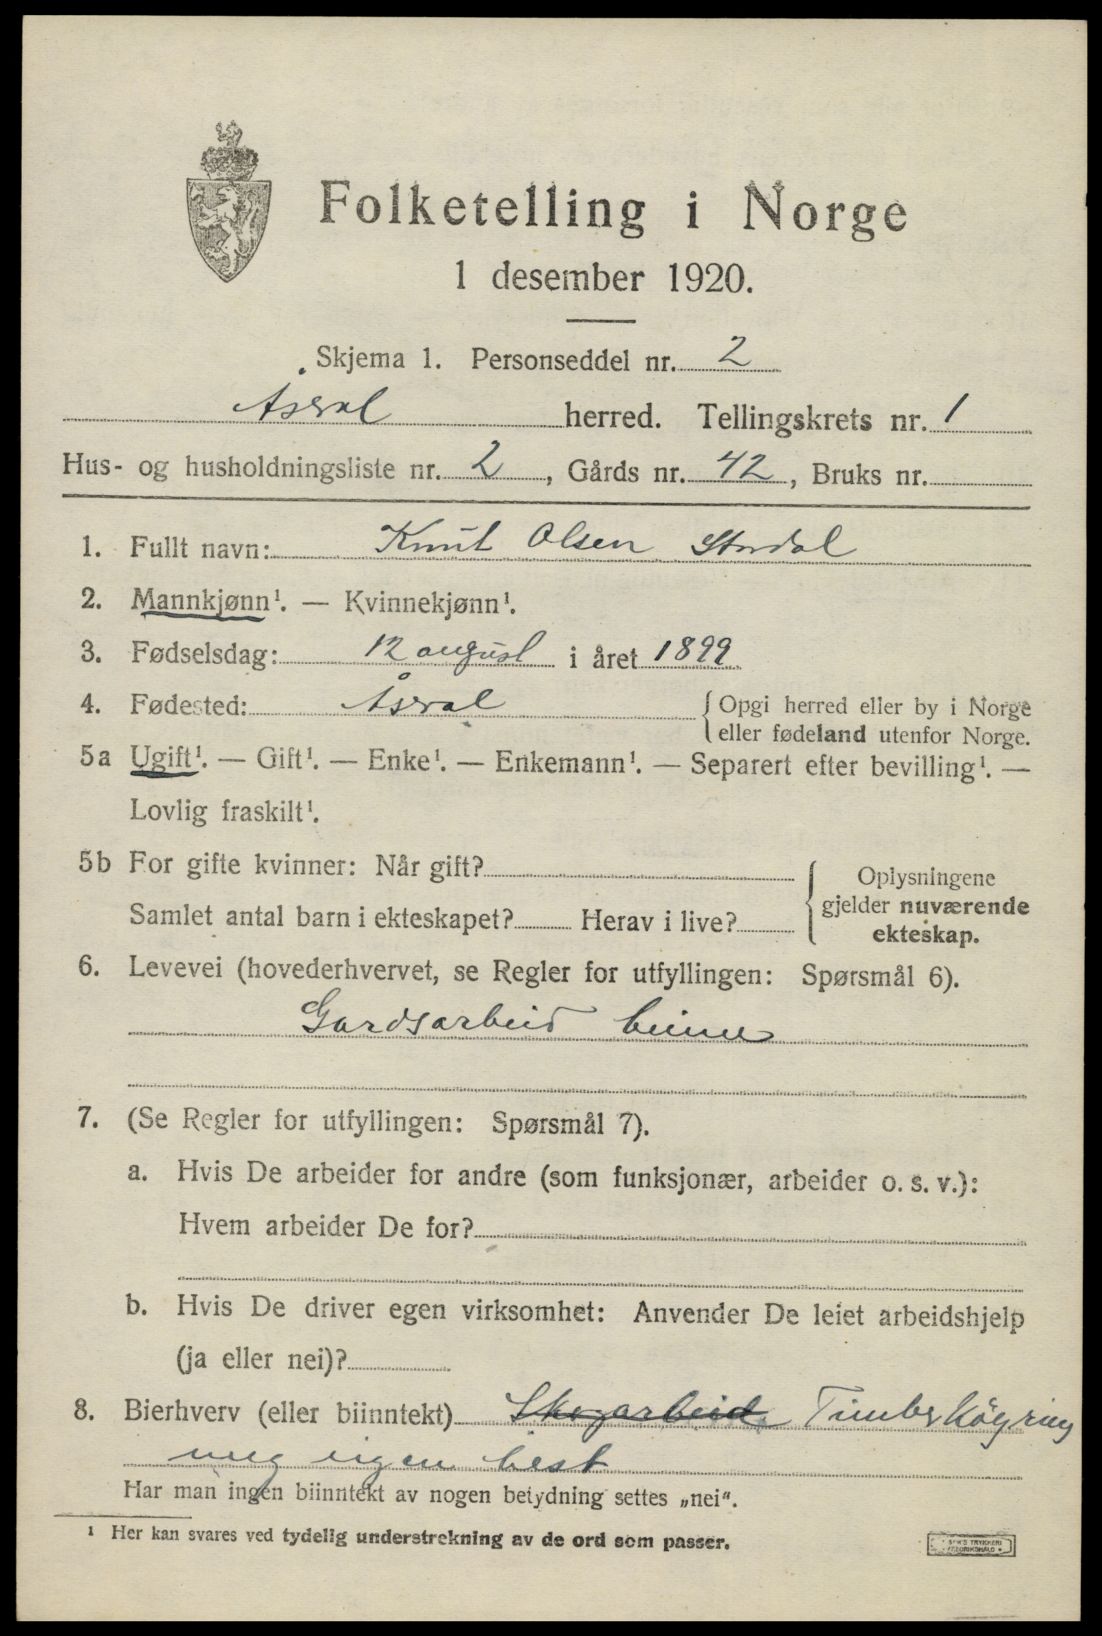 Folketelling i Norge
1 desember 1920.
Skjema 1. Personseddel nr. 2
Åseral herred. Tellingskrets nr. 1
Hus- og husholdningsliste nr. 2, Gårds nr. 42, Bruks nr.
1. Fullt navn: Knut Olsen Stordal
2. Mannkjønn¹. — Kvinnekjønn¹.
3. Fødselsdag: 12 august i året 1899
4. Fødested: Åseral {Opgi herred eller by i Norge
eller fødeland utenfor Norge.
5a Ugift¹. — Gift¹. — Enke¹. — Enkemann¹. — Separert efter bevilling¹. —
Lovlig fraskilt¹.
5b For gifte kvinner: Når gift?
Samlet antal barn i ekteskapet? Herav i live?
{Oplysningene
gjelder nuværende
ekteskap.
6. Levevei (hovederhvervet, se Regler for utfyllingen: Spørsmål 6).
Gardsarbeid heime
7. (Se Regler for utfyllingen: Spørsmål 7).
a. Hvis De arbeider for andre (som funksjonær, arbeider o. s. v.):
Hvem arbeider De for?
b. Hvis De driver egen virksomhet: Anvender De leiet arbeidshjelp
(ja eller nei)?
8. Bierhverv (eller biinntekt) Skogarbeid. Timberköyring
meg eigen hest
Har man ingen biinntekt av nogen betydning settes „nei“.
¹ Her kan svares ved tydelig understrekning av de ord som passer.
TRYKKERI
FREDRIKSHALD